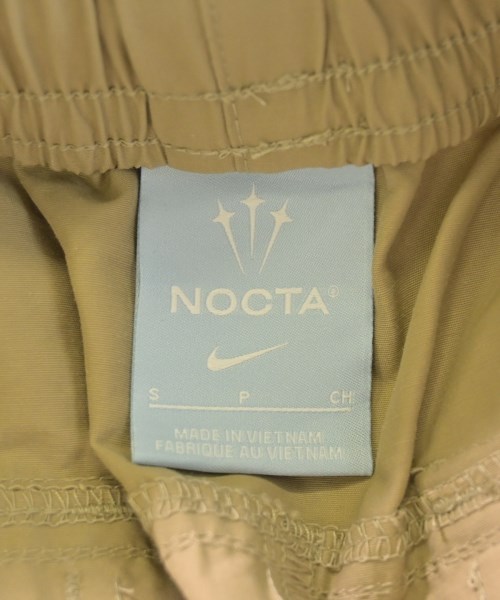 NOCTA®
S P CH
MADE IN VIETNAM
FABRIQUE AU VIETNAM